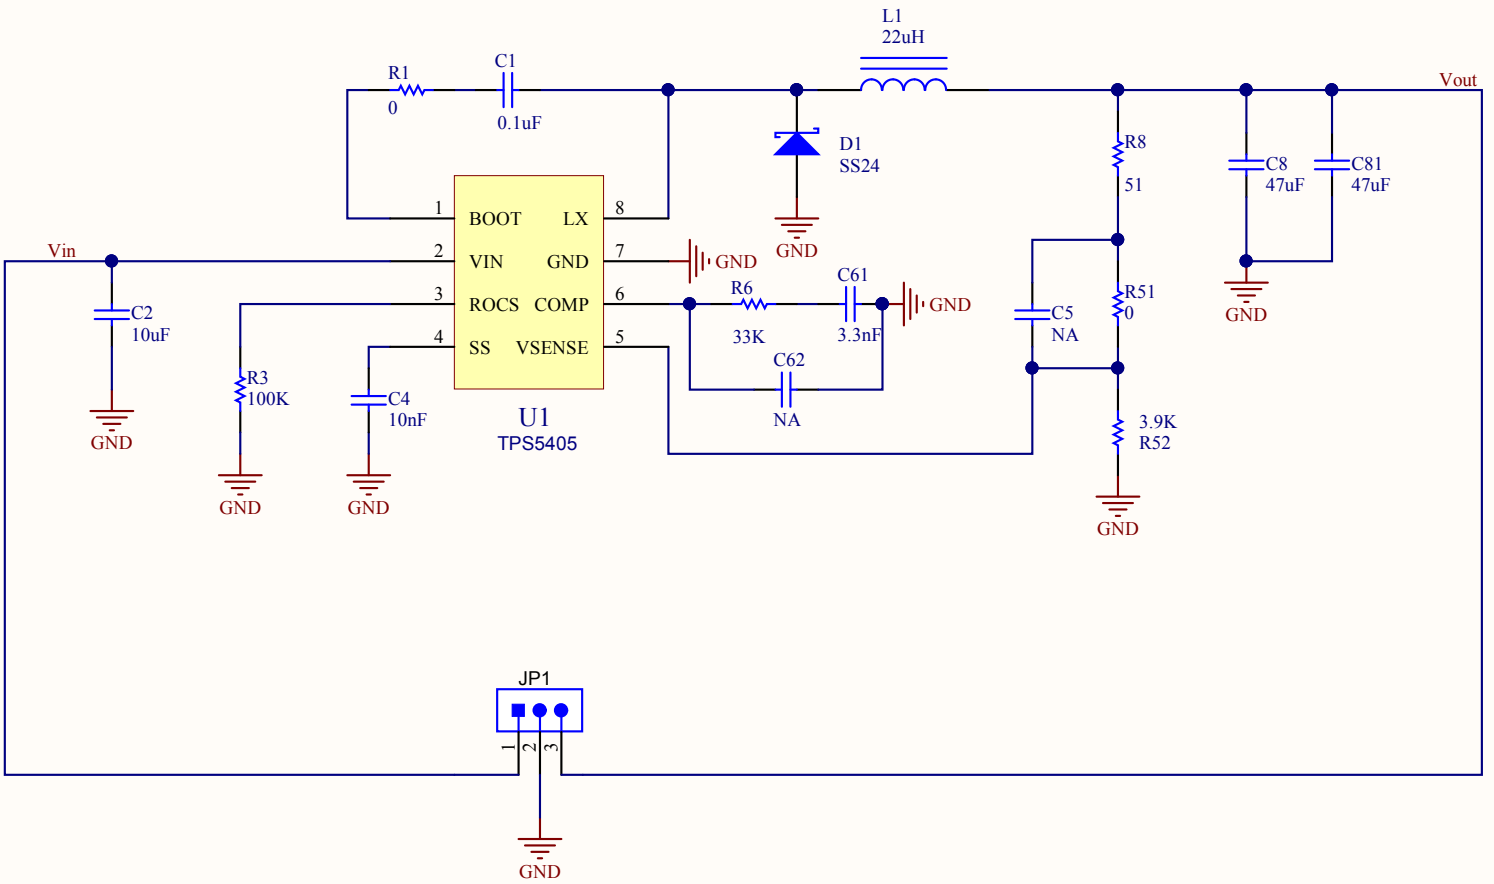 L1
22uH
R1
0
C1
0.1uF
Vout
D1
SS24
GND
R8
51
C8
47uF
C81
47uF
GND
1
2
3
4
BOOT
VIN
ROCS
SS
LX
GND
COMP
VSENSE
8
7
6
5
U1
TPS5405
GND
Vin
C2
10uF
GND
R3
100K
GND
C4
10nF
GND
R6
33K
C61
3.3nF
GND
C62
NA
C5
NA
R51
0
3.9K
R52
GND
JP1
1
2
3
GND